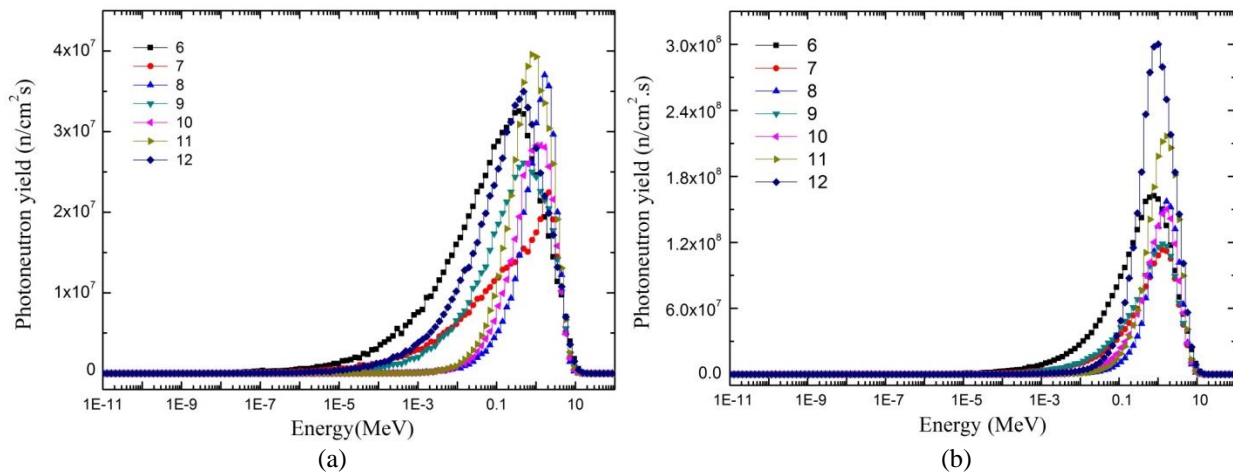 Photoneutron yield (n/cm²s)
4x10⁷
3x10⁷
2x10⁷
1x10⁷
0
6
7
8
9
10
11
12
1E-11 1E-9 1E-7 1E-5 1E-3 0.1 10
Energy(MeV)
(a)
Photoneutron yield (n/cm².s)
3.0x10⁸
2.4x10⁸
1.8x10⁸
1.2x10⁸
6.0x10⁷
0.0
6
7
8
9
10
11
12
1E-11 1E-9 1E-7 1E-5 1E-3 0.1 10
Energy (MeV)
(b)